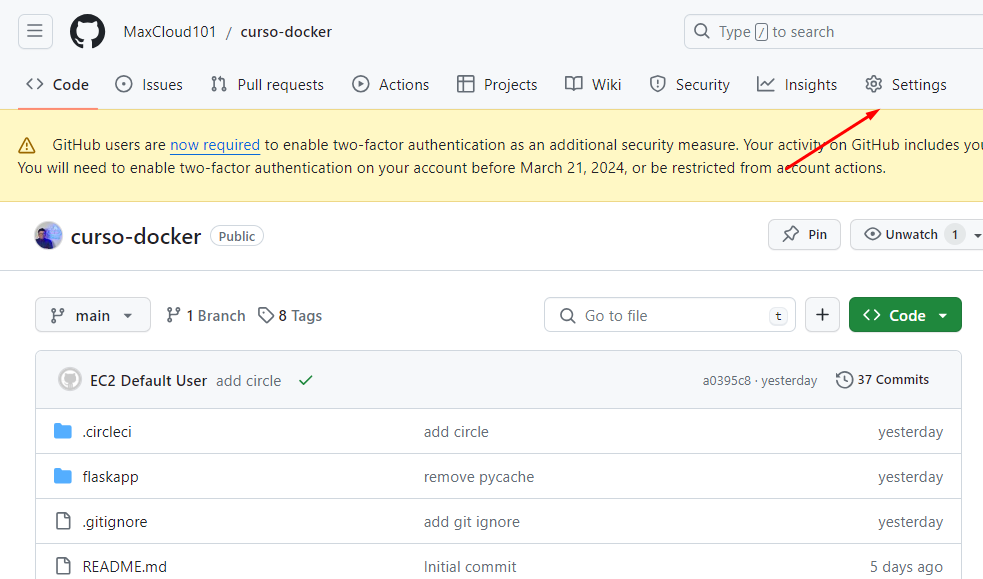 MaxCloud101 / curso-docker
Type / to search
Code Issues Pull requests Actions Projects Wiki Security Insights Settings
GitHub users are now required to enable two-factor authentication as an additional security measure. Your activity on GitHub includes you
You will need to enable two-factor authentication on your account before March 21, 2024, or be restricted from account actions.
curso-docker Public Pin Unwatch 1
main 1 Branch 8 Tags Go to file t + Code
EC2 Default User add circle a0395c8 · yesterday 37 Commits
.circleci add circle yesterday
flaskapp remove pycache yesterday
.gitignore add git ignore yesterday
README.md Initial commit 5 days ago